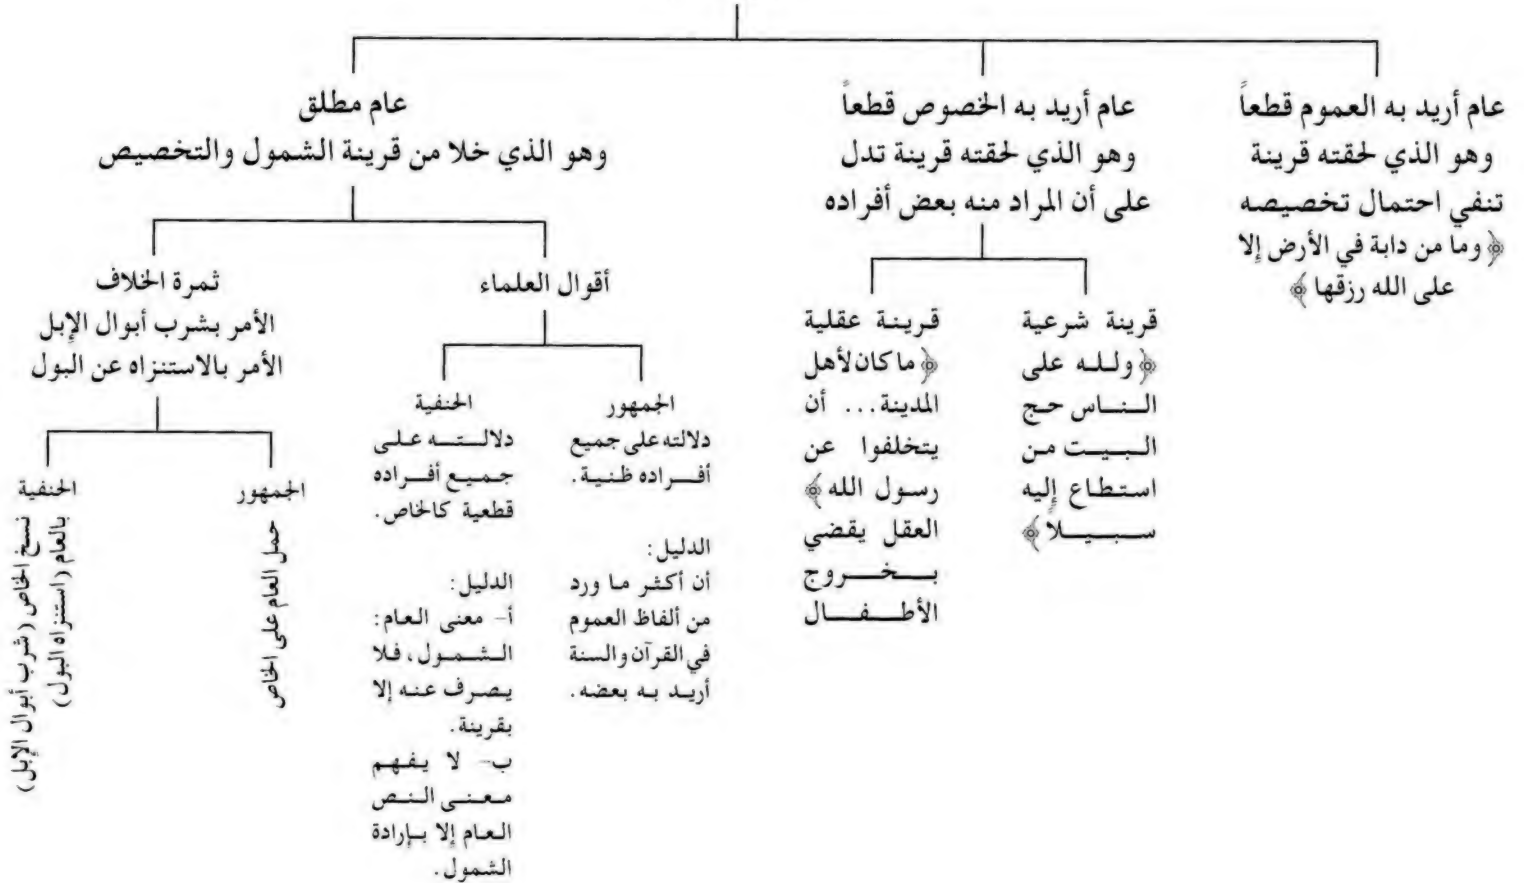 عام أريد به العموم قطعاً
وهو الذي لحقته قرينة
تنفي احتمال تخصيصه
﴿ وما من دابة في الأرض إلا
على الله رزقها ﴾
عام أريد به الخصوص قطعاً
وهو الذي لحقته قرينة تدل
على أن المراد منه بعض أفراده
قرينة شرعية
﴿ ولله على
الناس حج
البيت من
استطاع إليه
سبيلا ﴾
قرينة عقلية
﴿ ما كان لأهل
المدينة... أن
يتخلفوا عن
رسول الله ﴾
العقل يقضي
بخروج
الأطفال
عام مطلق
وهو الذي خلا من قرينة الشمول والتخصيص
أقوال العلماء
الجمهور
دلالته على جميع
أفراده ظنية.
الدليل:
أن أكثر ما ورد
من ألفاظ العموم
في القرآن والسنة
أريد به بعضه.
الحنفية
دلالته على
جميع أفراده
قطعية كالخاص.
الدليل:
أ- معنى العام:
الشمول، فلا
يصرف عنه إلا
بقرينة.
ب- لا يفهم
معنى النص
العام إلا بإرادة
الشمول.
ثمرة الخلاف
الأمر بشرب أبوال الإبل
الأمر بالاستنزاه عن البول
الجمهور
حمل العام على الخاص
الحنفية
نسخ الخاص (شرب أبوال الإبل)
بالعام (استنزاه البول)